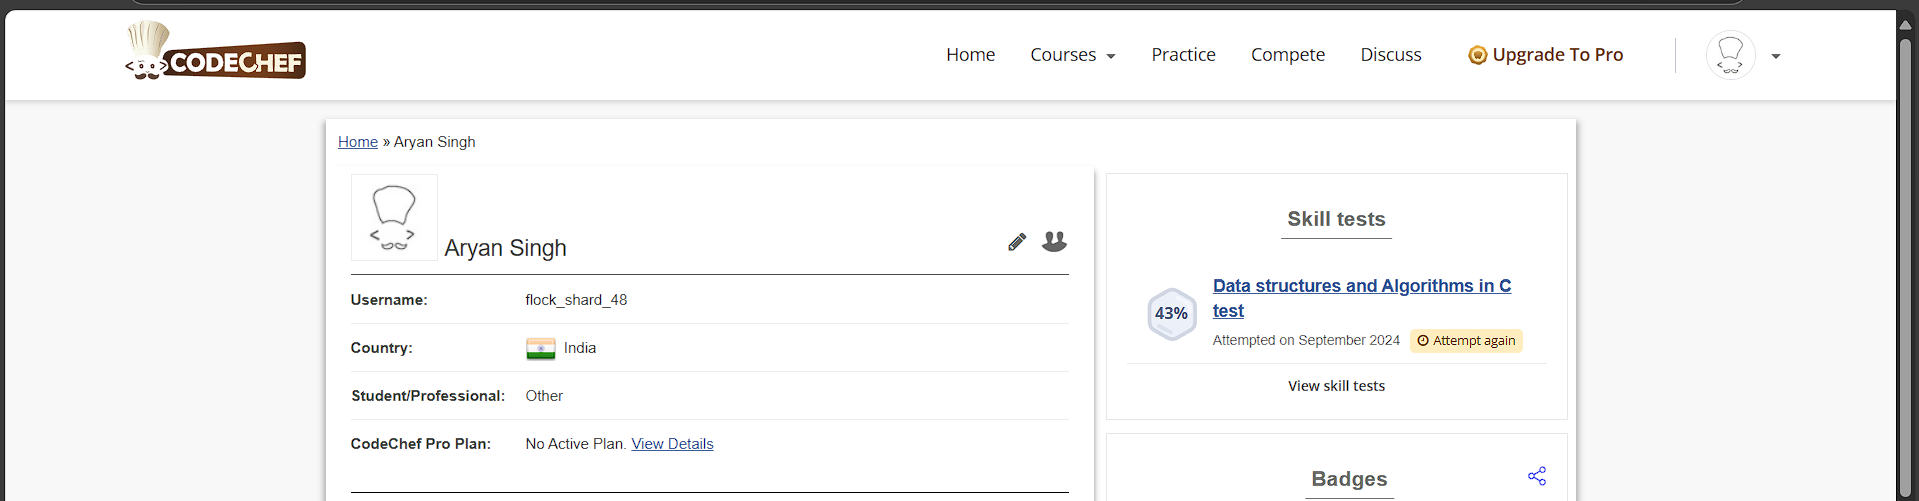 CODECHEF
Home Courses Practice Compete Discuss Upgrade To Pro
Home » Aryan Singh
Aryan Singh
Username: flock_shard_48
Country: India
Student/Professional: Other
CodeChef Pro Plan: No Active Plan. View Details
Skill tests
43%
Data structures and Algorithms in C
test
Attempted on September 2024 Attempt again
View skill tests
Badges